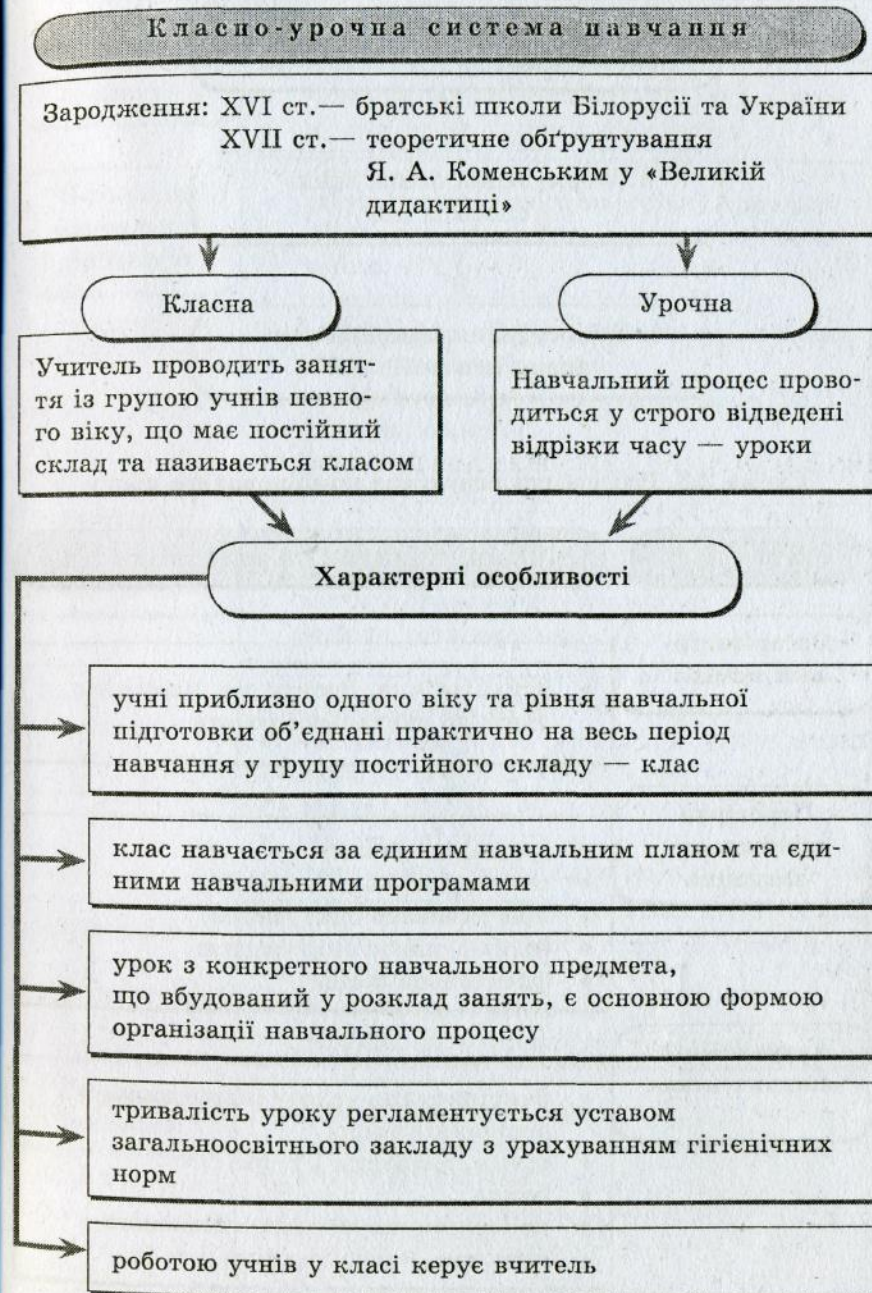 Класно-урочна система навчання
Зародження: XVI ст.— братські школи Білорусії та України
XVII ст.— теоретичне обґрунтування
Я. А. Коменським у «Великій
дидактиці»
Класна
Урочна
Учитель проводить занят-
тя із групою учнів певно-
го віку, що має постійний
склад та називається класом
Навчальний процес прово-
диться у строго відведені
відрізки часу — уроки
Характерні особливості
учні приблизно одного віку та рівня навчальної
підготовки об’єднані практично на весь період
навчання у групу постійного складу — клас
клас навчається за єдиним навчальним планом та єди-
ними навчальними програмами
урок з конкретного навчального предмета,
що вбудований у розклад занять, є основною формою
організації навчального процесу
тривалість уроку регламентується уставом
загальноосвітнього закладу з урахуванням гігієнічних
норм
роботою учнів у класі керує вчитель